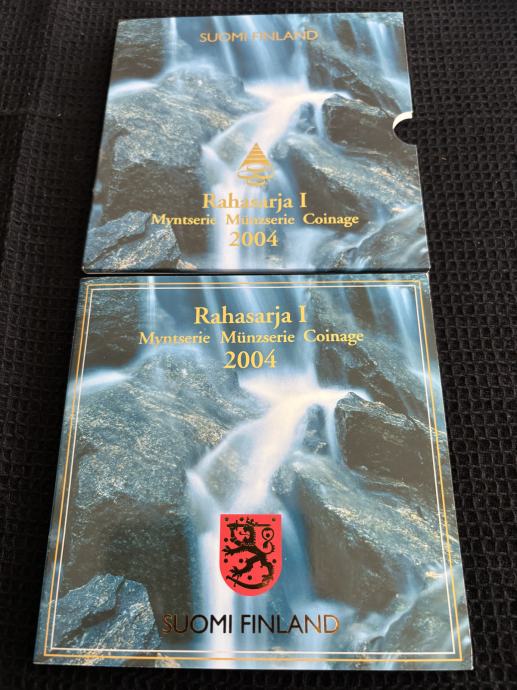 SUOMI FINLAND
Rahasarja I
Myntserie Münzserie Coinage
2004
Rahasarja I
Myntserie Münzserie Coinage
2004
SUOMI FINLAND